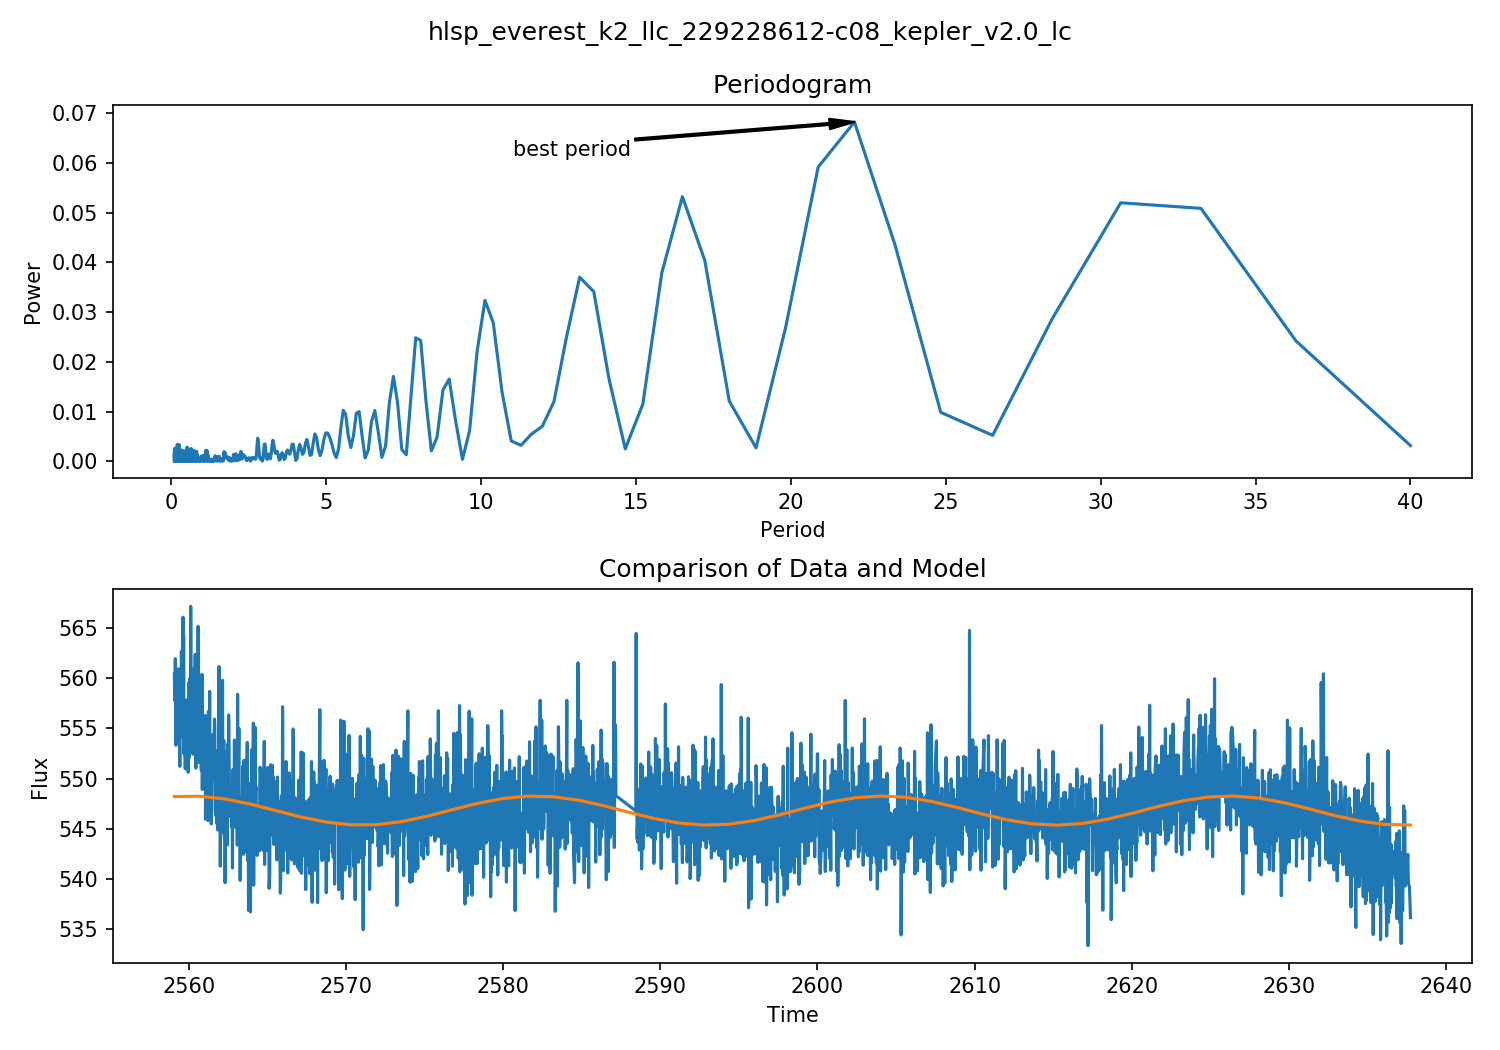 hlsp_everest_k2_llc_229228612-c08_kepler_v2.0_lc
Periodogram
0.07
0.06
0.05
0.04
0.03
0.02
0.01
0.00
Power
best period
0 5 10 15 20 25 30 35 40
Period
Comparison of Data and Model
565
560
555
550
545
540
535
Flux
2560 2570 2580 2590 2600 2610 2620 2630 2640
Time